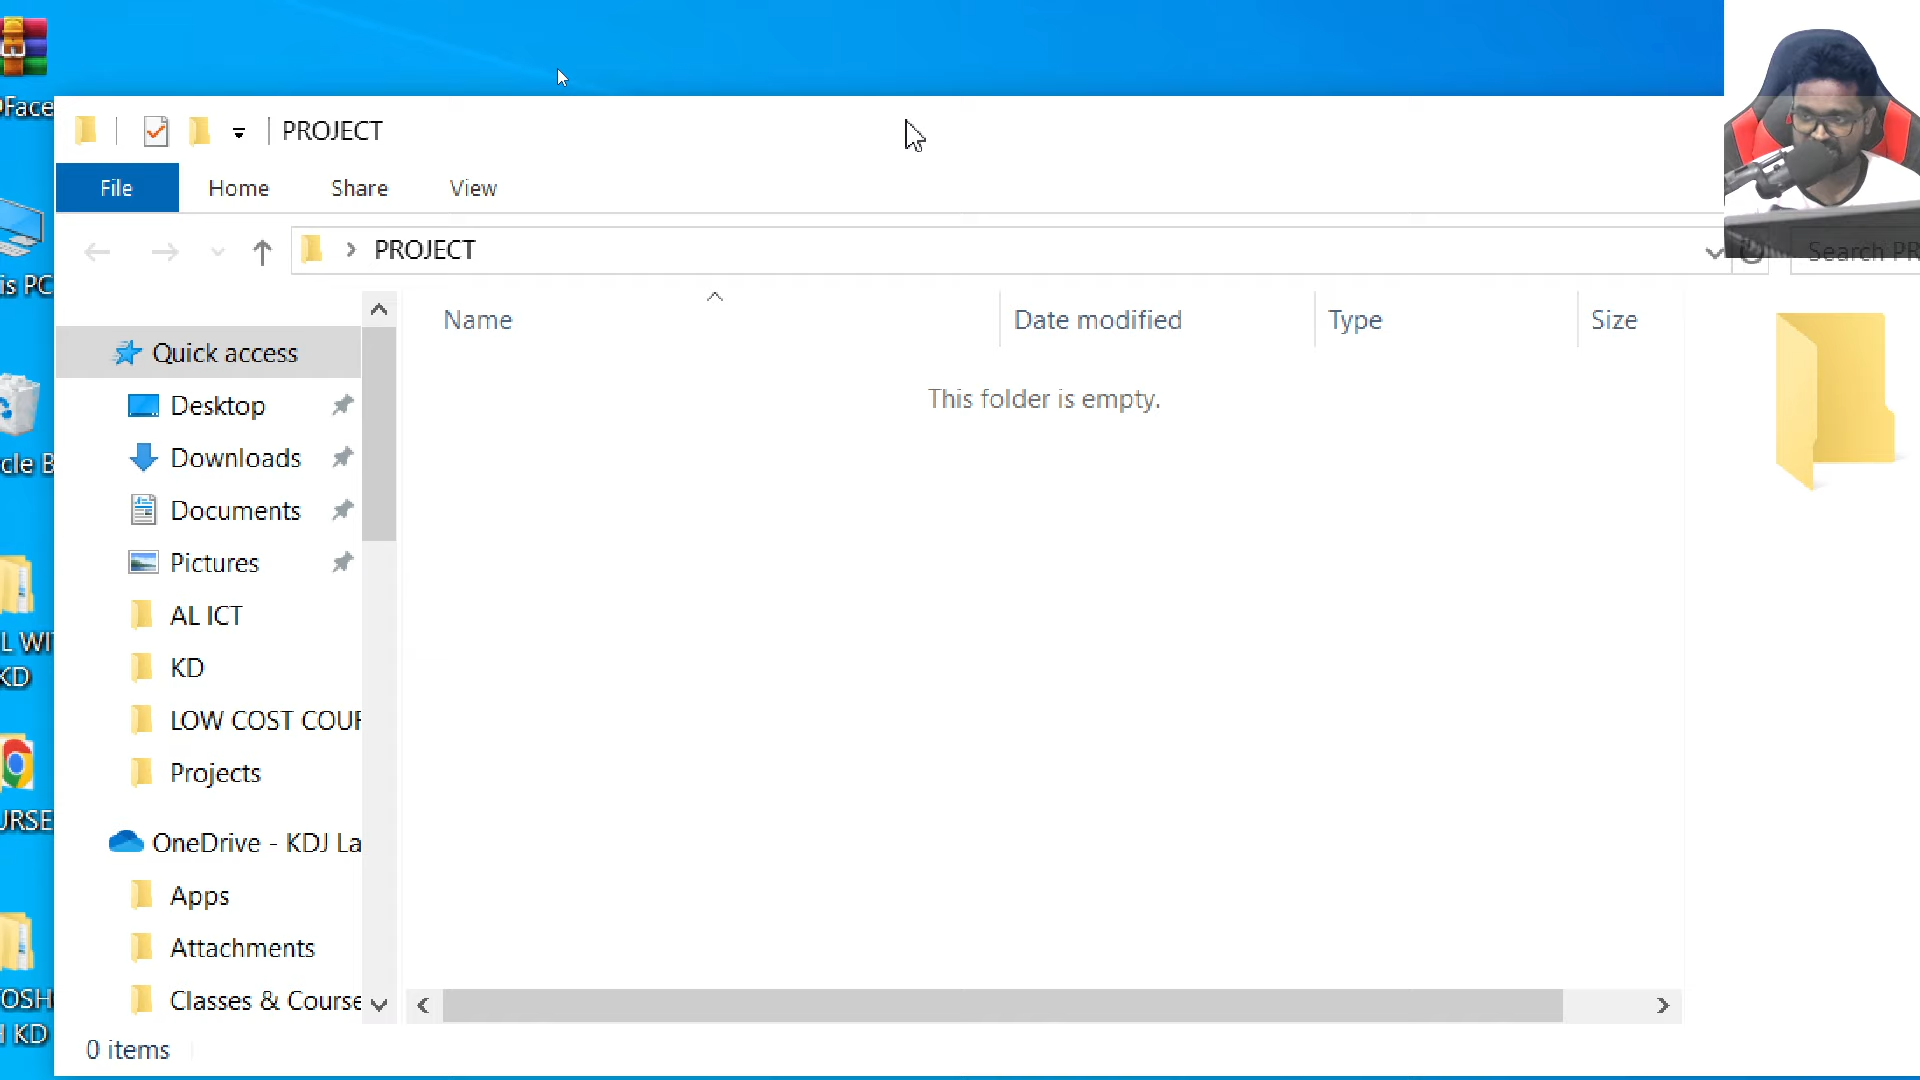 Face
PROJECT
File Home Share View
PROJECT
Search PR
is PC
Name Date modified Type Size
This folder is empty.
Quick access
Desktop
Downloads
Documents
Pictures
AL ICT
KD
LOW COST COUR
Projects
OneDrive - KDJ La
Apps
Attachments
Classes & Course
0 items
cle B
L WI
KD
URSE
OSH
H KD